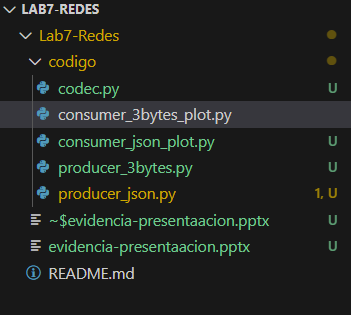 LAB7-REDES
Lab7-Redes
codigo
codec.py U
consumer_3bytes_plot.py
consumer_json_plot.py U
producer_3bytes.py U
producer_json.py 1, U
~$evidencia-presentaacion.pptx U
evidencia-presentaacion.pptx U
README.md